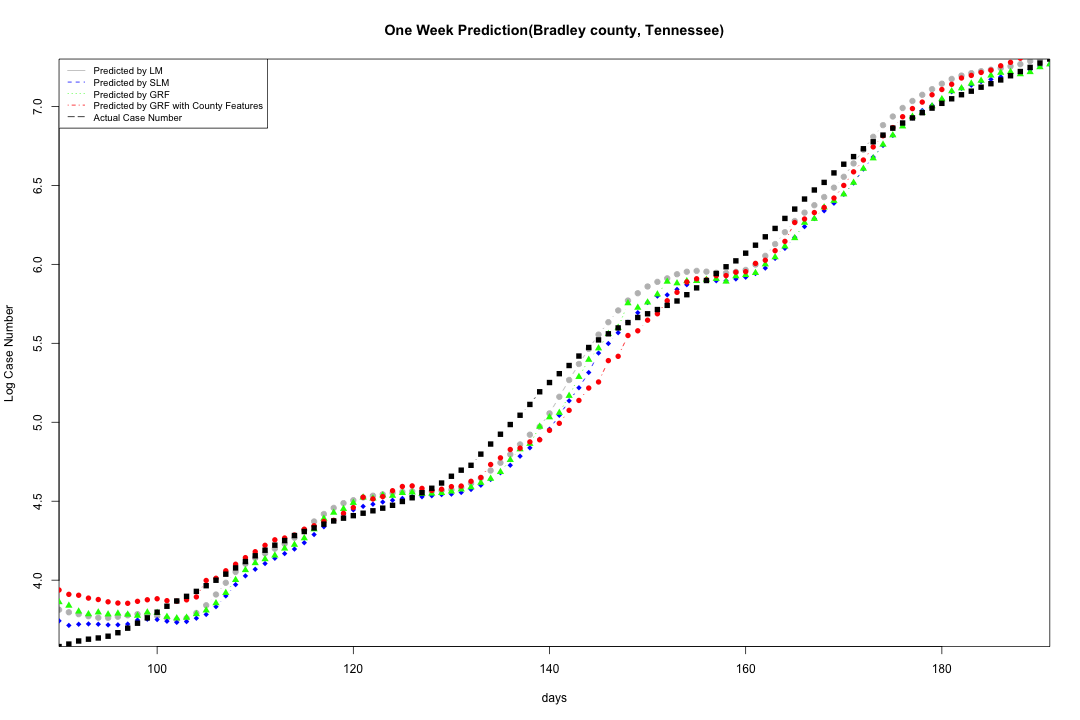 One Week Prediction(Bradley county, Tennessee)
Predicted by LM
Predicted by SLM
Predicted by GRF
Predicted by GRF with County Features
Actual Case Number
7.0
6.5
6.0
5.5
5.0
4.5
4.0
Log Case Number
100 120 140 160 180
days